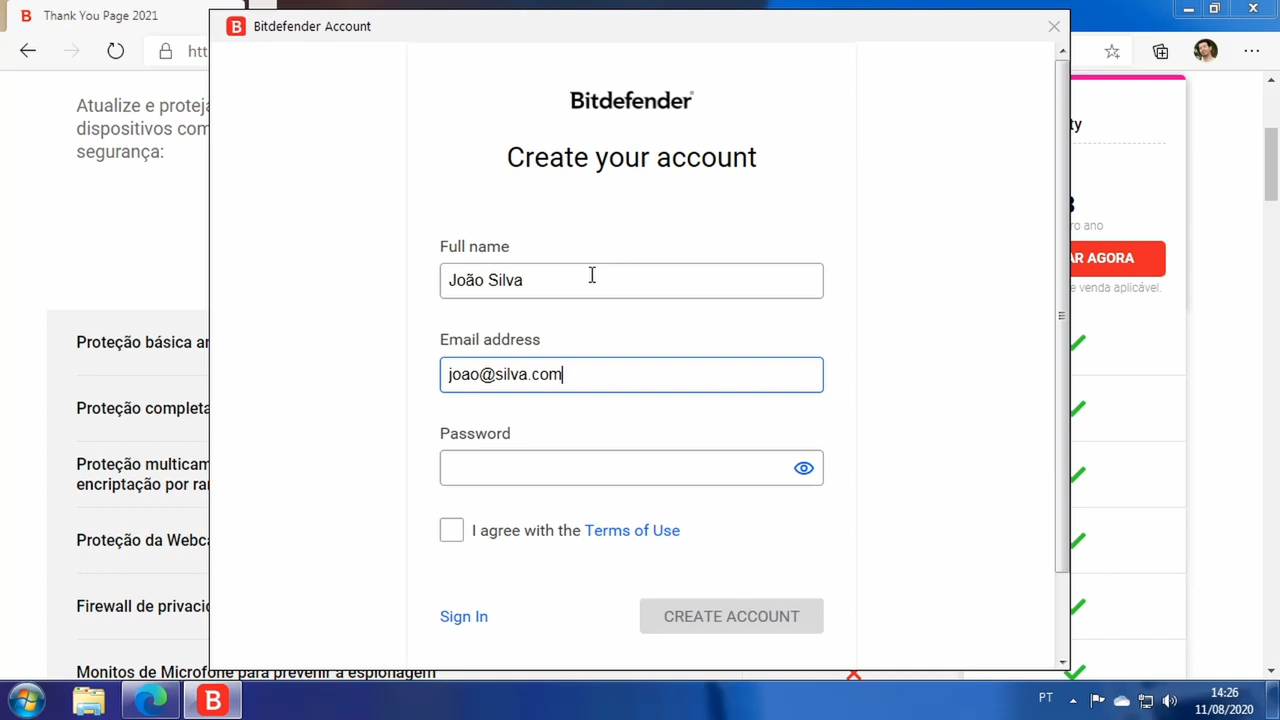 Thank You Page 2021
Bitdefender Account
Atualize e proteja
dispositivos com
segurança:
Bitdefender
Create your account
Full name
João Silva
Email address
joao@silva.com
Password
I agree with the Terms of Use
Sign In
CREATE ACCOUNT
Proteção básica
Proteção completa
Proteção multicam
encriptação por
Proteção da
Firewall de
Monitos de Microfone para prevenir a espionagem
ro ano
AR AGORA
e venda aplicável.
PT
14:26
11/08/2020